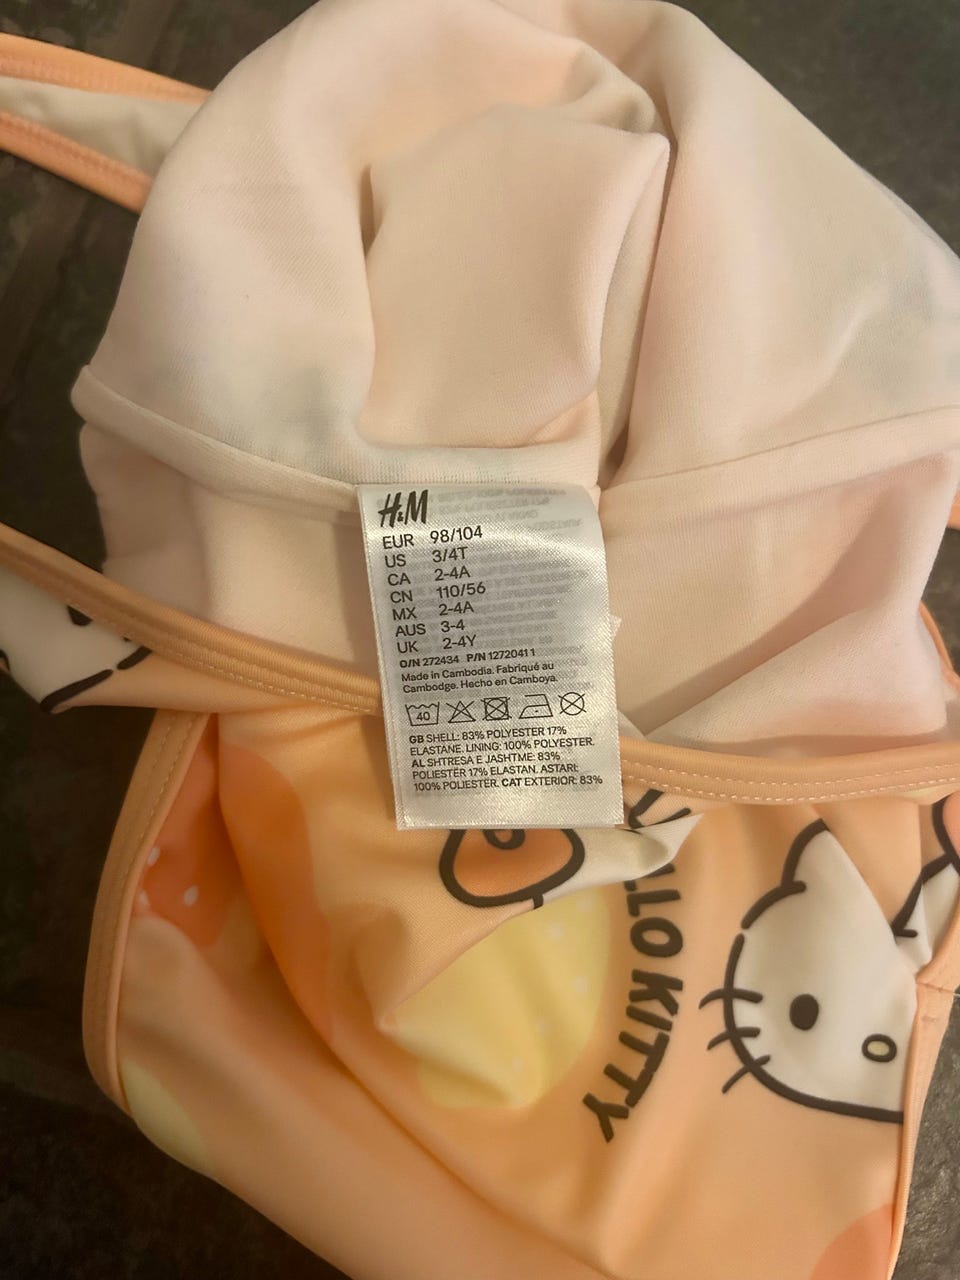 H&M
EUR 98/104
US 3/4T
CA 2-4A
CN 110/56
MX 2-4A
AUS 3-4
UK 2-4Y
O/N 272434 P/N 12720411
Made in Cambodia. Fabriqué au
Cambodge. Hecho en Camboya.
40
GB SHELL: 83% POLYESTER 17%
ELASTANE. LINING: 100% POLYESTER.
AL SHTRESA E JASHTME: 83%
POLIESTËR 17% ELASTAN. ASTARI:
100% POLIESTER. CAT EXTERIOR: 83%
LLO KITTY